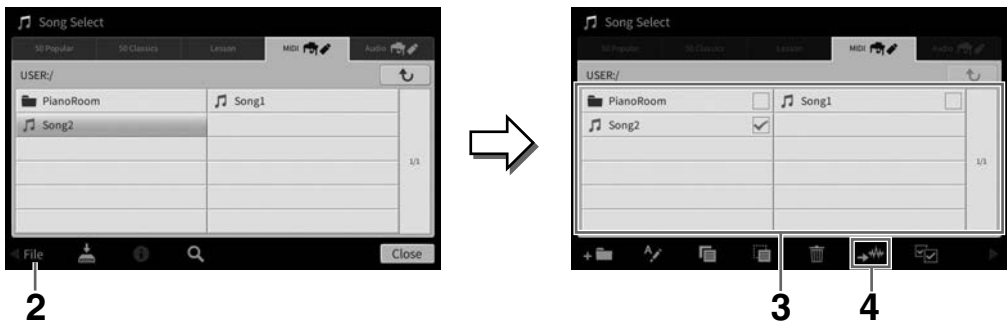 Song Select
50 Popular 50 Classics Lesson MIDI Audio
USER:/
PianoRoom Song1
Song2
1/1
File Close
2
Song Select
50 Popular 50 Classics Lesson MIDI Audio
USER:/
PianoRoom Song1
Song2
1/1
3 4